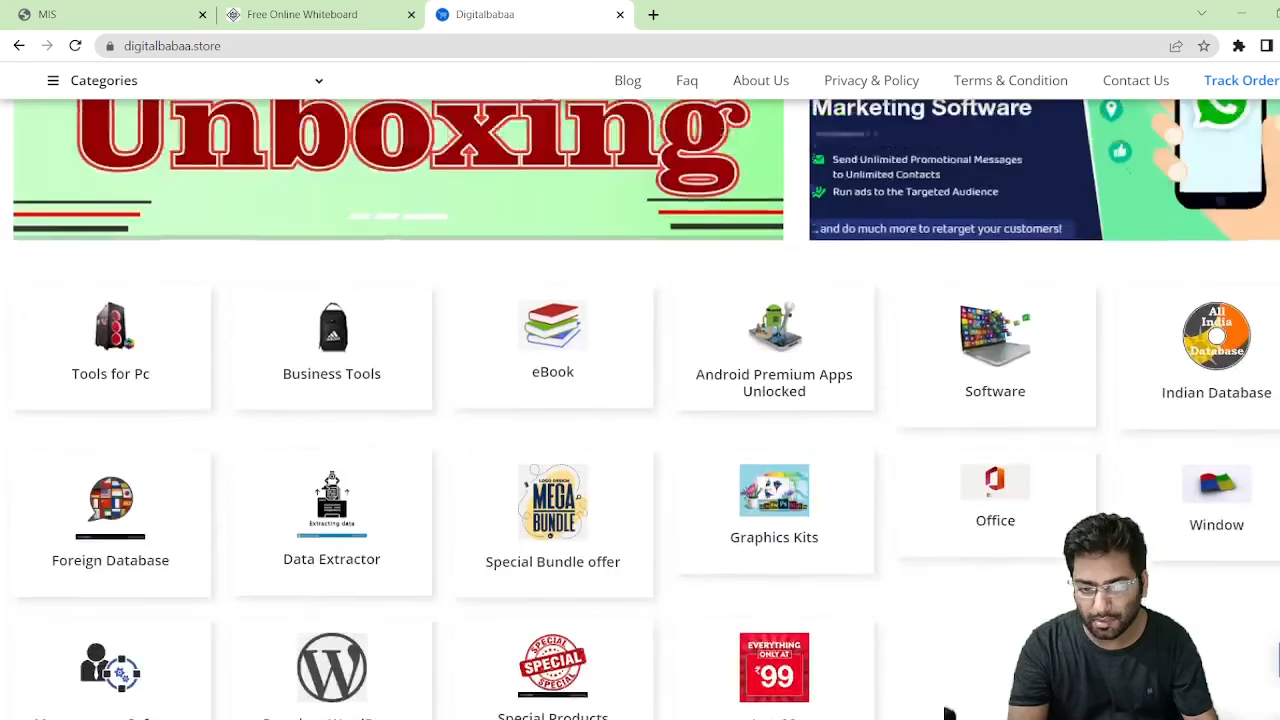 MIS
Free Online Whiteboard
Digitalbabaa
digitalbabaa.store
Categories
Blog
Faq
About Us
Privacy & Policy
Terms & Condition
Contact Us
Track Order
Unboxing
Marketing Software
Send Unlimited Promotional Messages
to Unlimited Contacts
Run ads to the Targeted Audience
and do much more to retarget your customers!
Tools for Pc
Business Tools
eBook
Android Premium Apps
Unlocked
Software
All
India
Database
Indian Database
Foreign Database
Extracting data
Data Extractor
LOGO DESIGN
MEGA
BUNDLE
Special Bundle offer
Graphics Kits
Office
Window
SPECIAL
SPECIAL
SPECIAL
Special Products
EVERYTHING
ONLY AT
₹99